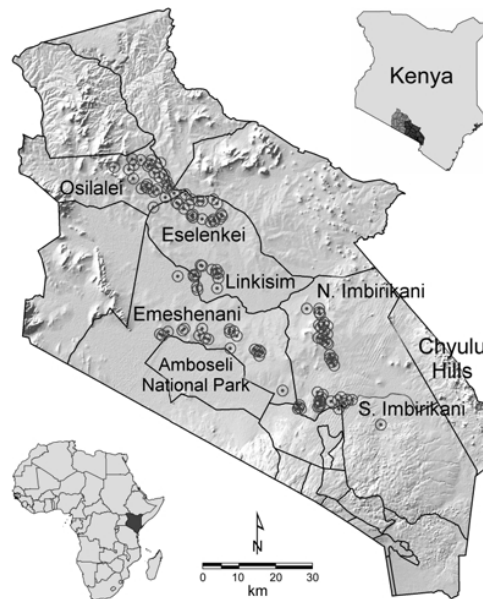 Kenya
Osilalei
Eselenkei
Linkisim
N. Imbirikani
Emeshenani
Chyulu
Hills
Amboseli
National Park
S. Imbirikani
N
0 10 20 30
km